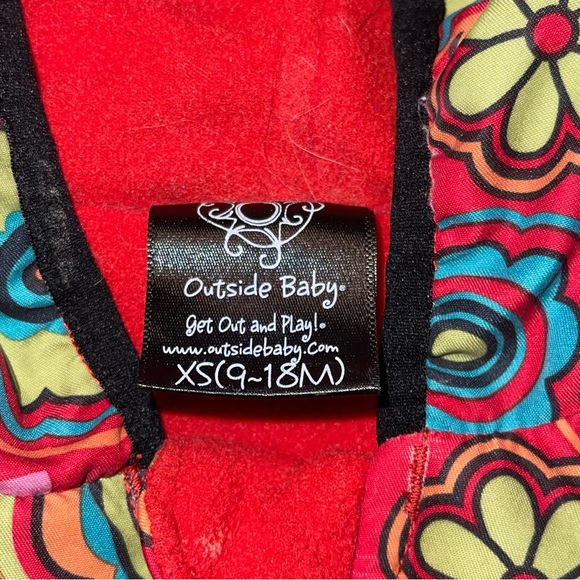 Outside Baby®
Get Out and Play!®
www.outsidebaby.com
XS(9~18M)